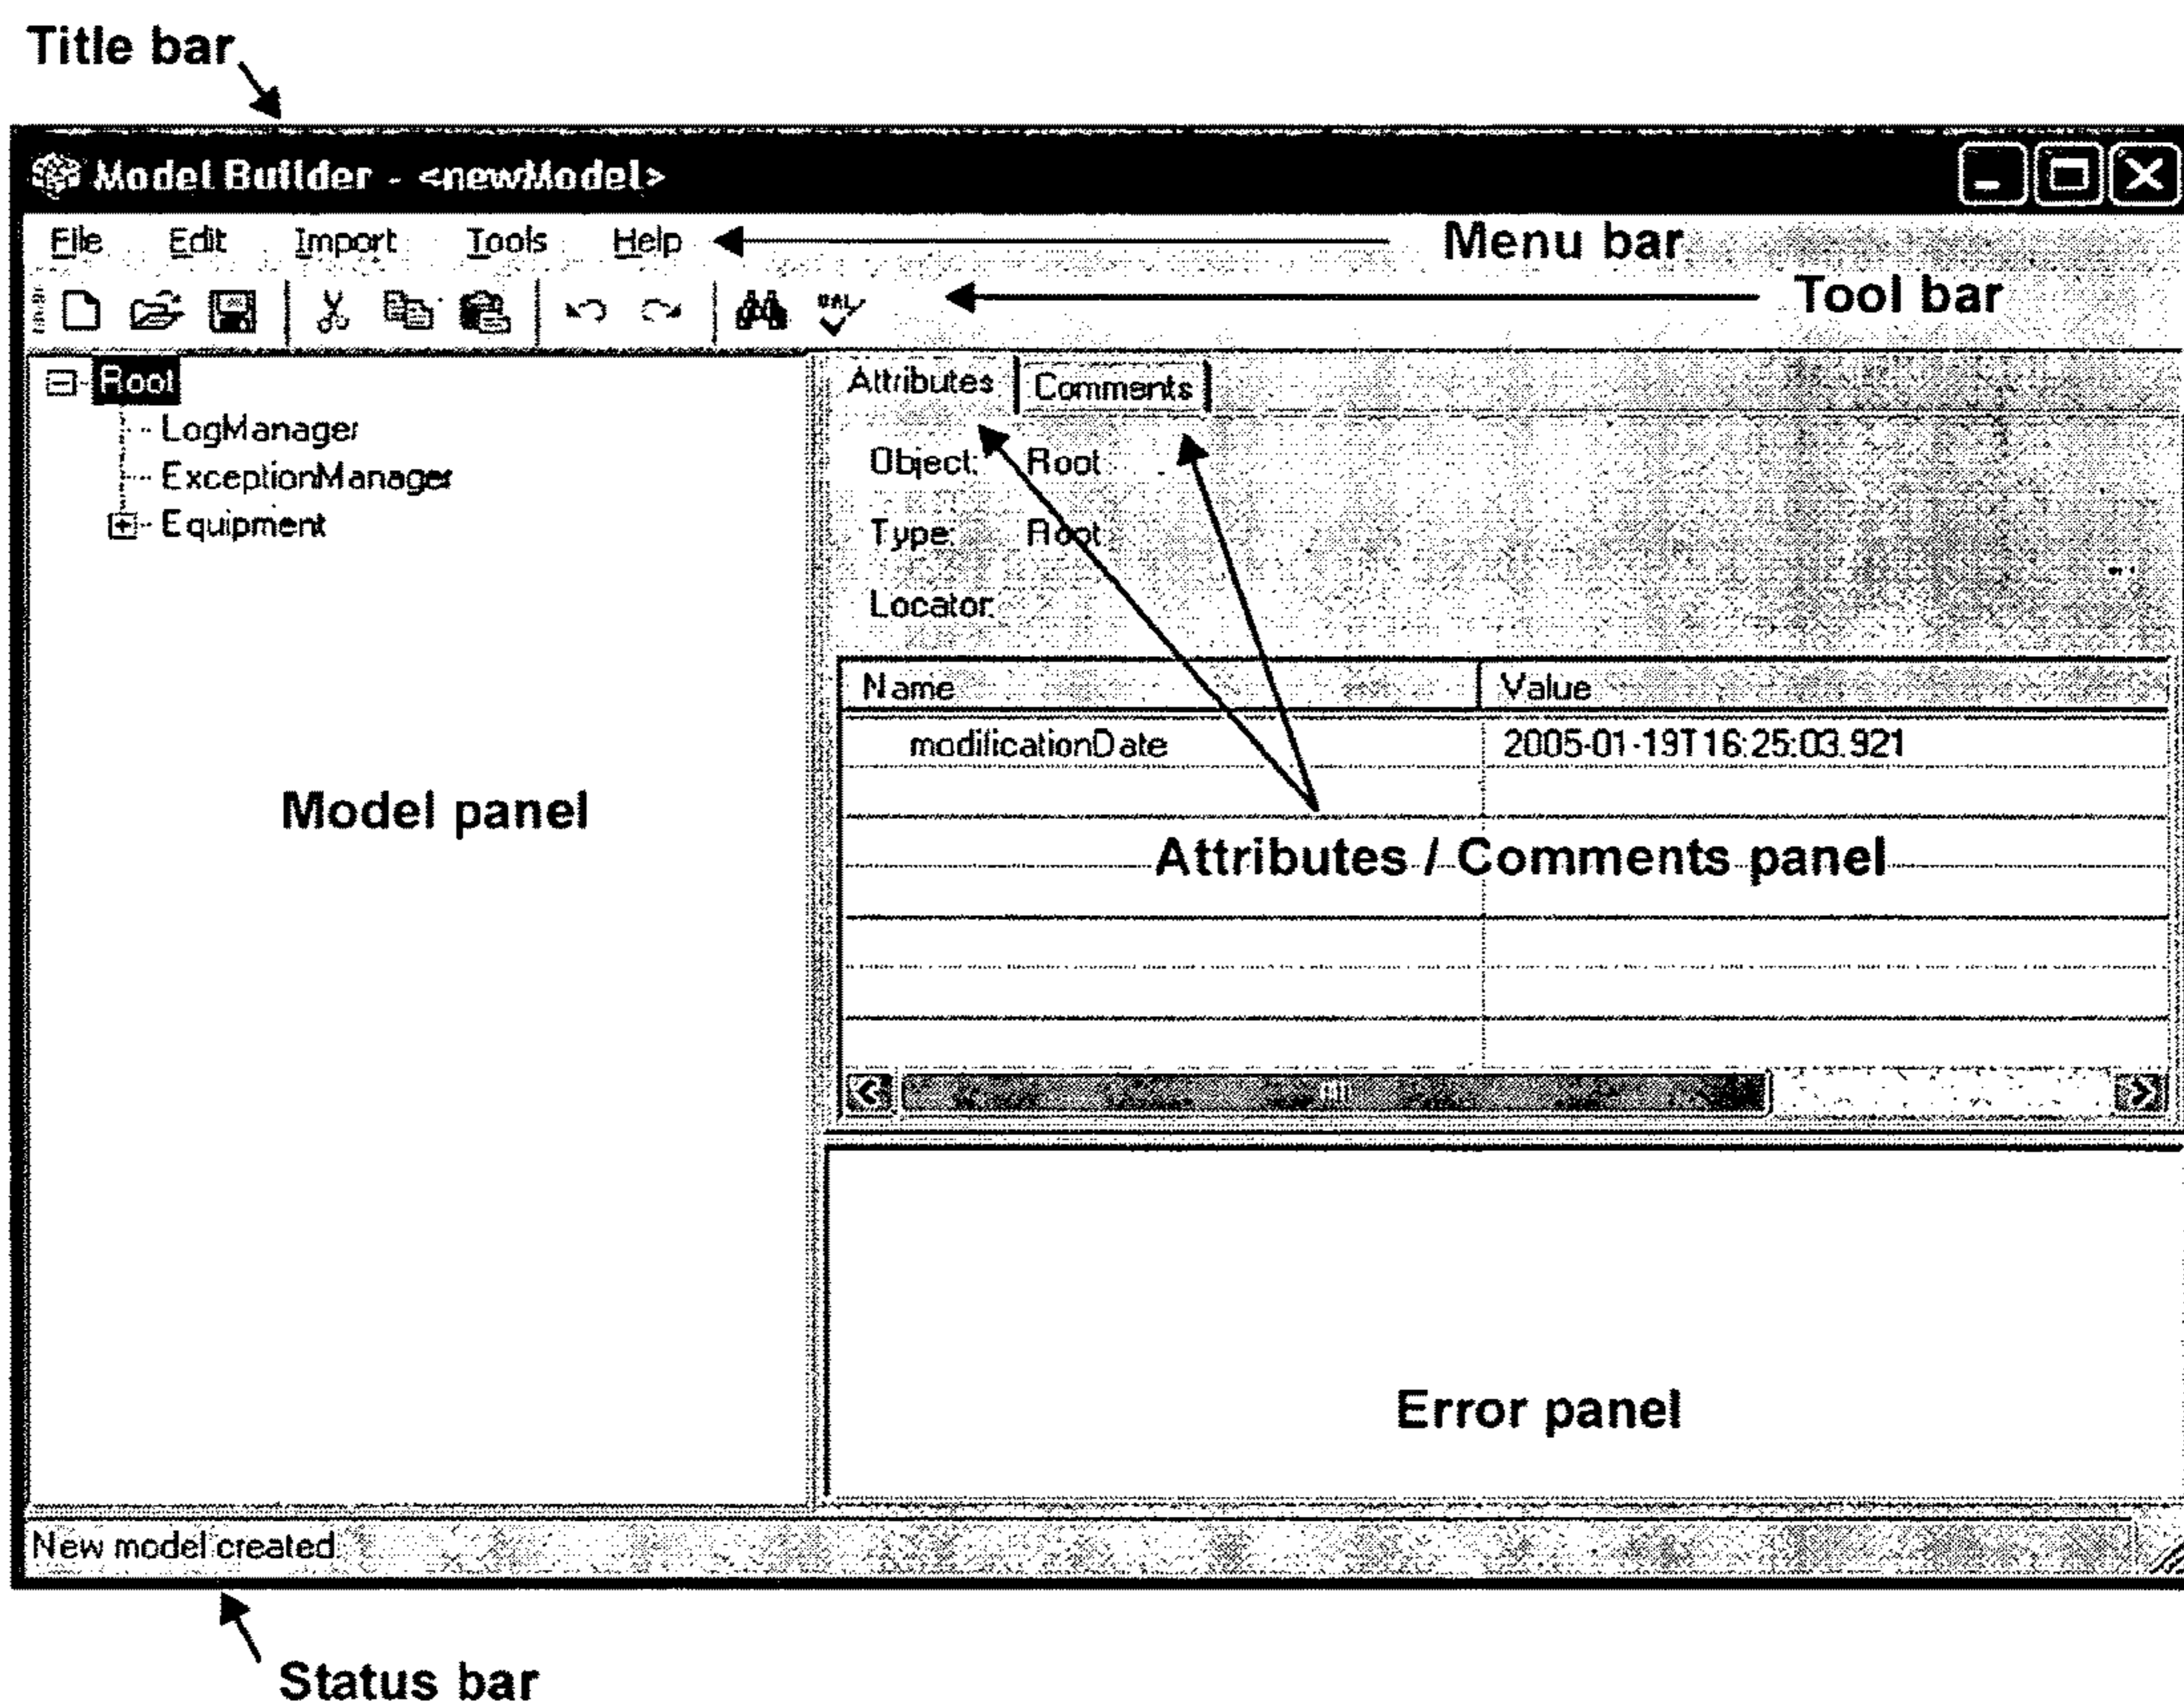 Title bar
Model Builder - <newModel>
File Edit Import Tools Help
Menu bar
Tool bar
VAL
Root
LogManager
ExceptionManager
Equipment
Model panel
Attributes Comments
Object: Root
Type: Root
Locator:
Name Value
modificationDate 2005-01-19T16:25:03.921
Attributes / Comments panel
Error panel
New model created
Status bar